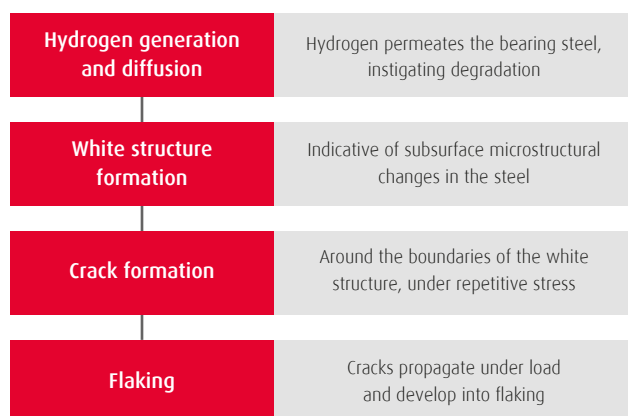 Hydrogen generation
and diffusion
Hydrogen permeates the bearing steel,
instigating degradation
White structure
formation
Indicative of subsurface microstructural
changes in the steel
Crack formation
Around the boundaries of the white
structure, under repetitive stress
Flaking
Cracks propagate under load
and develop into flaking